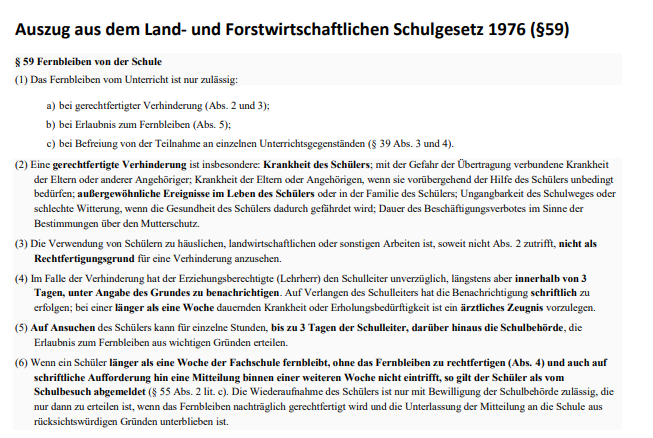 Auszug aus dem Land- und Forstwirtschaftlichen Schulgesetz 1976 (§59)
§ 59 Fernbleiben von der Schule
(1) Das Fernbleiben vom Unterricht ist nur zulässig:
a) bei gerechtfertigter Verhinderung (Abs. 2 und 3);
b) bei Erlaubnis zum Fernbleiben (Abs. 5);
c) bei Befreiung von der Teilnahme an einzelnen Unterrichtsgegenständen (§ 39 Abs. 3 und 4).
(2) Eine gerechtfertigte Verhinderung ist insbesondere: Krankheit des Schülers; mit der Gefahr der Übertragung verbundene Krankheit
der Eltern oder anderer Angehöriger; Krankheit der Eltern oder Angehörigen, wenn sie vorübergehend der Hilfe des Schülers unbedingt
bedürfen; außergewöhnliche Ereignisse im Leben des Schülers oder in der Familie des Schülers; Ungangbarkeit des Schulweges oder
schlechte Witterung, wenn die Gesundheit des Schülers dadurch gefährdet wird; Dauer des Beschäftigungsverbotes im Sinne der
Bestimmungen über den Mutterschutz.
(3) Die Verwendung von Schülern zu häuslichen, landwirtschaftlichen oder sonstigen Arbeiten ist, soweit nicht Abs. 2 zutrifft, nicht als
Rechtfertigungsgrund für eine Verhinderung anzusehen.
(4) Im Falle der Verhinderung hat der Erziehungsberechtigte (Lehrherr) den Schulleiter unverzüglich, längstens aber innerhalb von 3
Tagen, unter Angabe des Grundes zu benachrichtigen. Auf Verlangen des Schulleiters hat die Benachrichtigung schriftlich zu
erfolgen; bei einer länger als eine Woche dauernden Krankheit oder Erholungsbedürftigkeit ist ein ärztliches Zeugnis vorzulegen.
(5) Auf Ansuchen des Schülers kann für einzelne Stunden, bis zu 3 Tagen der Schulleiter, darüber hinaus die Schulbehörde, die
Erlaubnis zum Fernbleiben aus wichtigen Gründen erteilen.
(6) Wenn ein Schüler länger als eine Woche der Fachschule fernbleibt, ohne das Fernbleiben zu rechtfertigen (Abs. 4) und auch auf
schriftliche Aufforderung hin eine Mitteilung binnen einer weiteren Woche nicht eintrifft, so gilt der Schüler als vom
Schulbesuch abgemeldet (§ 55 Abs. 2 lit. c). Die Wiederaufnahme des Schülers ist nur mit Bewilligung der Schulbehörde zulässig, die
nur dann zu erteilen ist, wenn das Fernbleiben nachträglich gerechtfertigt wird und die Unterlassung der Mitteilung an die Schule aus
rücksichtswürdigen Gründen unterblieben ist.